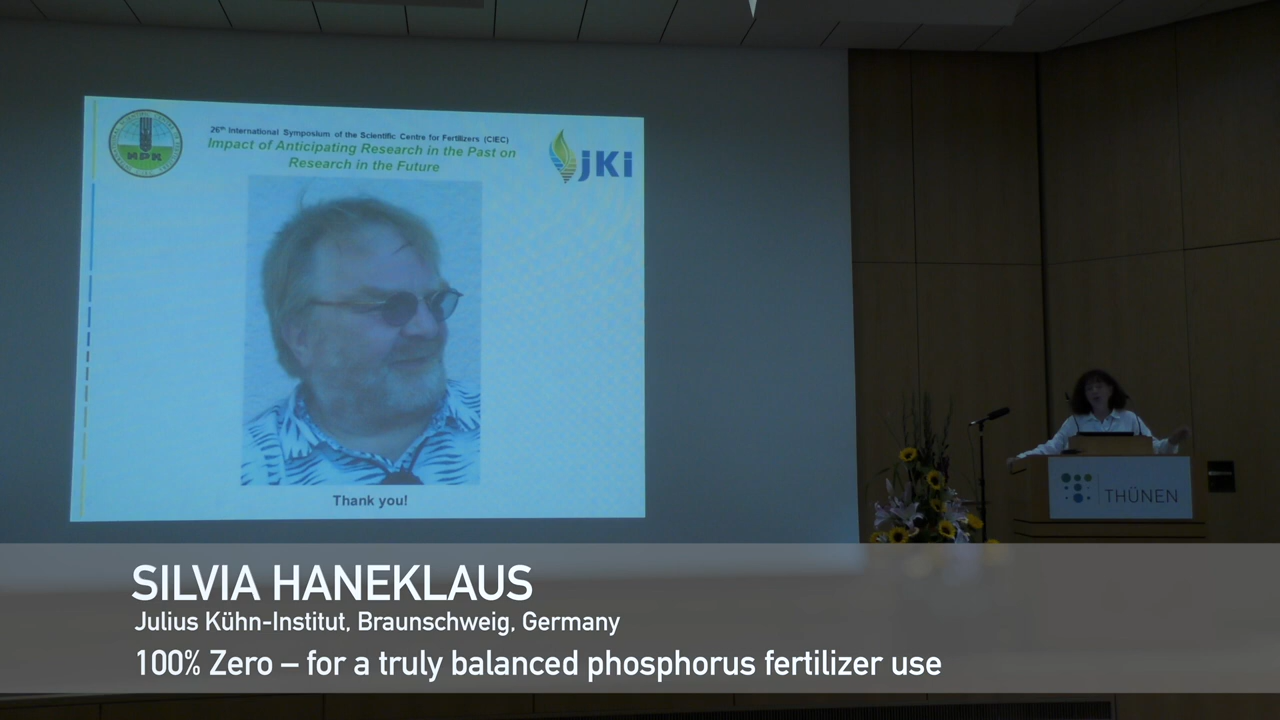 26th International Symposium of the Scientific Centre for Fertilizers (CIEC)
Impact of Anticipating Research in the Past on
Research in the Future
JKi
Thank you!
THÜNEN
SILVIA HANEKLAUS
Julius Kühn-Institut, Braunschweig, Germany
100% Zero – for a truly balanced phosphorus fertilizer use